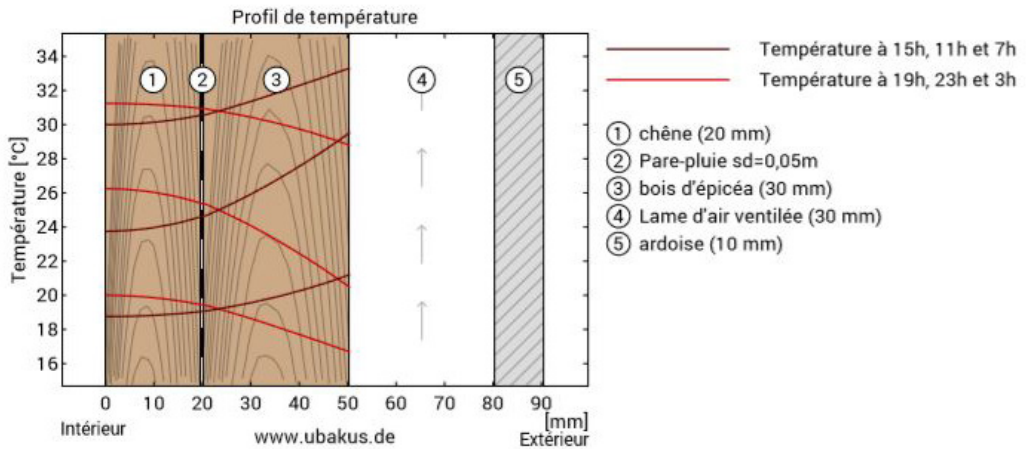 Profil de température
Température [°C]
34
32
30
28
26
24
22
20
18
16
1
2
3
4
5
0 10 20 30 40 50 60 70 80 90
[mm]
Intérieur
www.ubakus.de
Extérieur
Température à 15h, 11h et 7h
Température à 19h, 23h et 3h
1 chêne (20 mm)
2 Pare-pluie sd=0,05m
3 bois d'épicéa (30 mm)
4 Lame d'air ventilée (30 mm)
5 ardoise (10 mm)